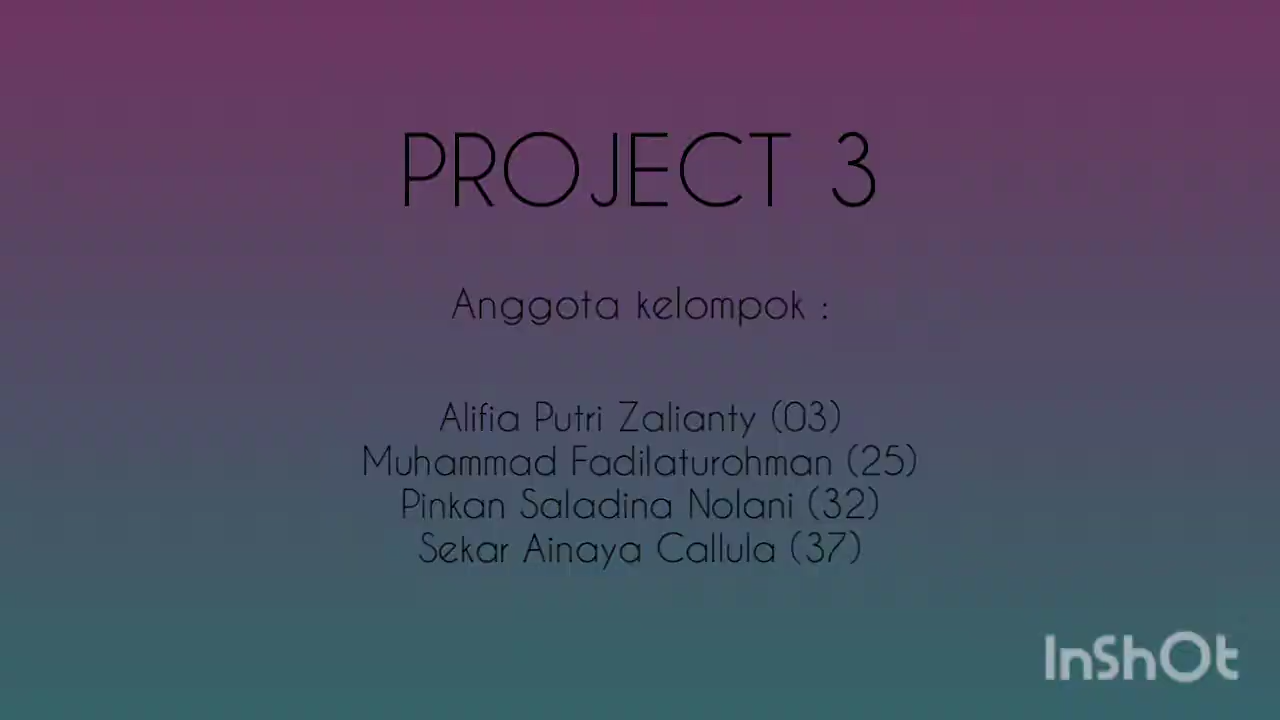 PROJECT 3
Anggota kelompok :
Alifia Putri Zalianty (03)
Muhammad Fadilaturohman (25)
Pinkan Saladina Nolani (32)
Sekar Ainaya Callula (37)
InShOt